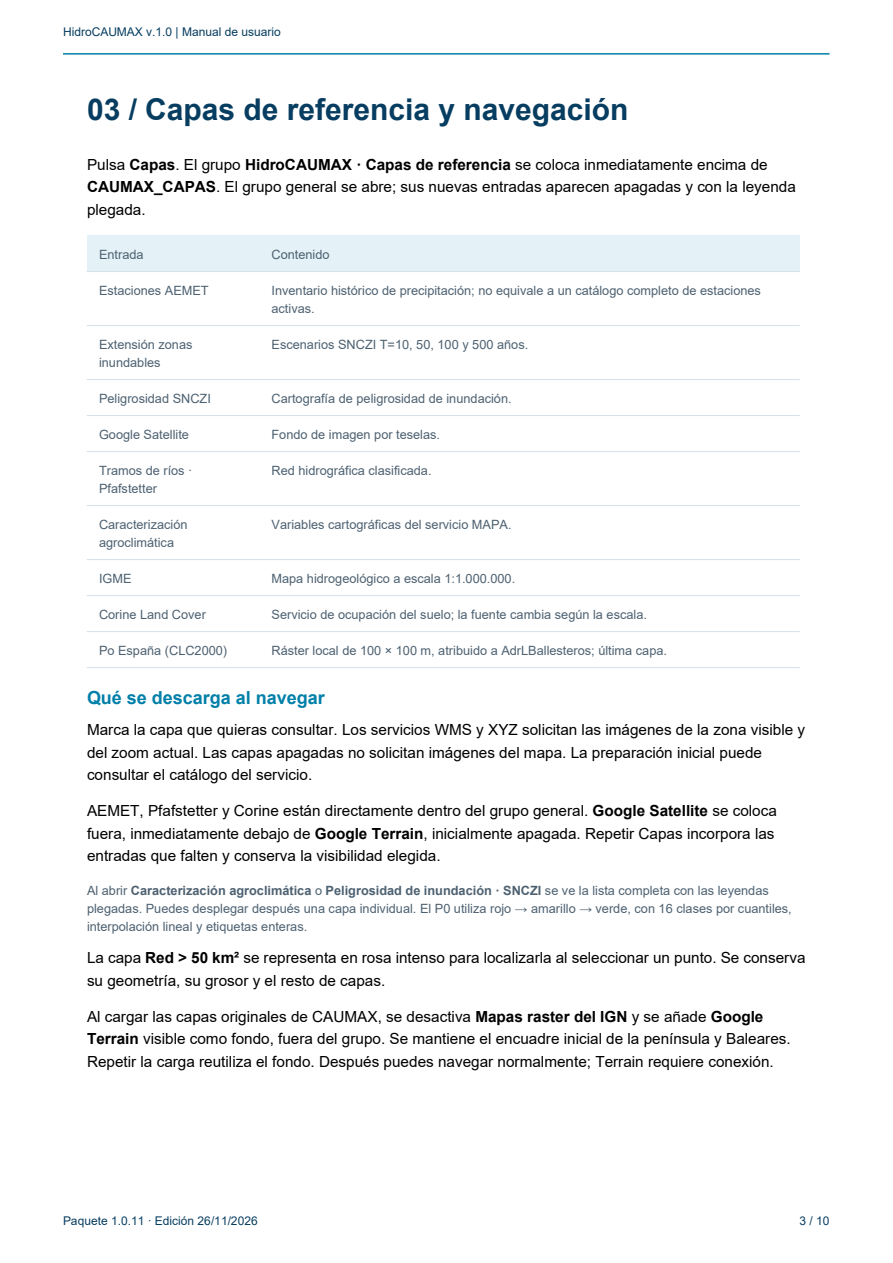 HidroCAUMAX v.1.0 | Manual de usuario
03 / Capas de referencia y navegación
Pulsa Capas. El grupo HidroCAUMAX · Capas de referencia se coloca inmediatamente encima de
CAUMAX_CAPAS. El grupo general se abre; sus nuevas entradas aparecen apagadas y con la leyenda
plegada.
Entrada Contenido
Estaciones AEMET Inventario histórico de precipitación; no equivale a un catálogo completo de estaciones
activas.
Extensión zonas Escenarios SNCZI T=10, 50, 100 y 500 años.
inundables
Peligrosidad SNCZI Cartografía de peligrosidad de inundación.
Google Satellite Fondo de imagen por teselas.
Tramos de ríos · Red hidrográfica clasificada.
Pfafstetter
Caracterización Variables cartográficas del servicio MAPA.
agroclimática
IGME Mapa hidrogeológico a escala 1:1.000.000.
Corine Land Cover Servicio de ocupación del suelo; la fuente cambia según la escala.
Po España (CLC2000) Ráster local de 100 × 100 m, atribuido a AdrLBallesteros; última capa.
Qué se descarga al navegar
Marca la capa que quieras consultar. Los servicios WMS y XYZ solicitan las imágenes de la zona visible y
del zoom actual. Las capas apagadas no solicitan imágenes del mapa. La preparación inicial puede
consultar el catálogo del servicio.
AEMET, Pfafstetter y Corine están directamente dentro del grupo general. Google Satellite se coloca
fuera, inmediatamente debajo de Google Terrain, inicialmente apagada. Repetir Capas incorpora las
entradas que falten y conserva la visibilidad elegida.
Al abrir Caracterización agroclimática o Peligrosidad de inundación · SNCZI se ve la lista completa con las leyendas
plegadas. Puedes desplegar después una capa individual. El P0 utiliza rojo → amarillo → verde, con 16 clases por cuantiles,
interpolación lineal y etiquetas enteras.
La capa Red > 50 km² se representa en rosa intenso para localizarla al seleccionar un punto. Se conserva
su geometría, su grosor y el resto de capas.
Al cargar las capas originales de CAUMAX, se desactiva Mapas raster del IGN y se añade Google
Terrain visible como fondo, fuera del grupo. Se mantiene el encuadre inicial de la península y Baleares.
Repetir la carga reutiliza el fondo. Después puedes navegar normalmente; Terrain requiere conexión.
Paquete 1.0.11 · Edición 26/11/2026 3 / 10